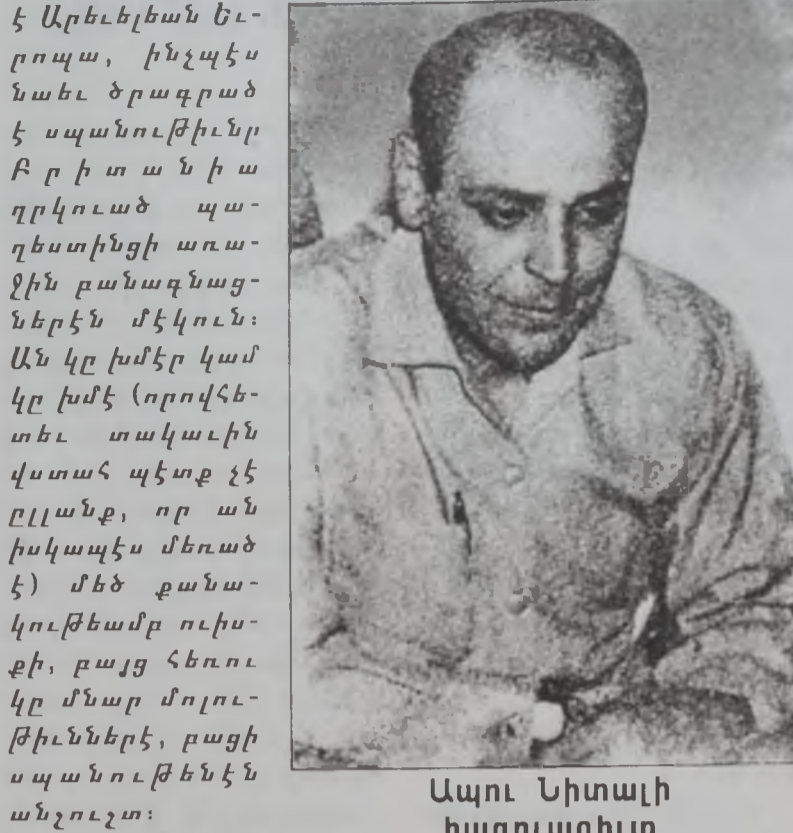 է Արեւելեան Եւ-
րոպա, ինչպէս
նաեւ ծրագրած
է սպանութիւնը
Բրիտանիա
ղրկուած պա-
ղեստինցի առա-
ջին բանագնաց-
ներէն մէկուն:
Ան կը խմէր կամ
կը խմէ (որովհե-
տեւ տակաւին
վստահ պէտք չէ
ըլլանք, որ ան
իսկապէս մեռած
է) մեծ քանա-
կութեամբ ուիս-
քի, բայց հեռու
կը մնար մոլու-
թիւններէ, բացի
սպանութենէն
անշուշտ:
Ապու Նիտալի